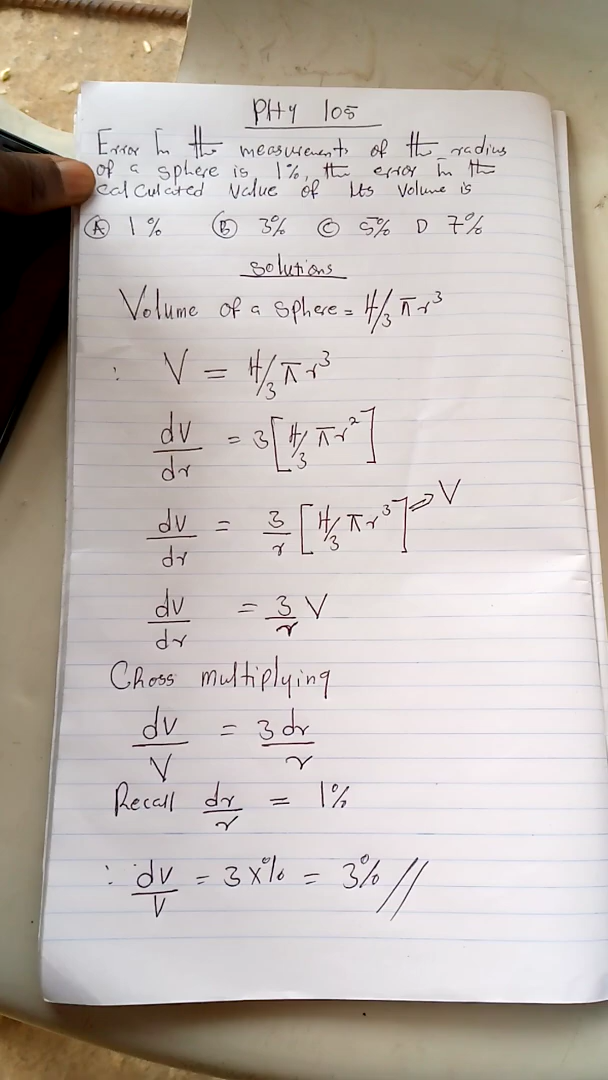 PHY 105
Error In the measurements of the radius
of a sphere is 1%, the error in the
calculated Value of Its Volume is
Ⓐ 1% Ⓑ 3% Ⓒ 5% D 7%
solutions
Volume of a sphere = 4/3 πr³
∴ V = 4/3 πr³
dv/dr = 3[4/3 πr²]
dv/dr = 3/r [4/3 πr³] ⇒ V
dv/dr = 3/r V
Choss multiplying
dv/V = 3dr/r
Recall dr/r = 1%
∴ dv/V = 3 x % = 3% //